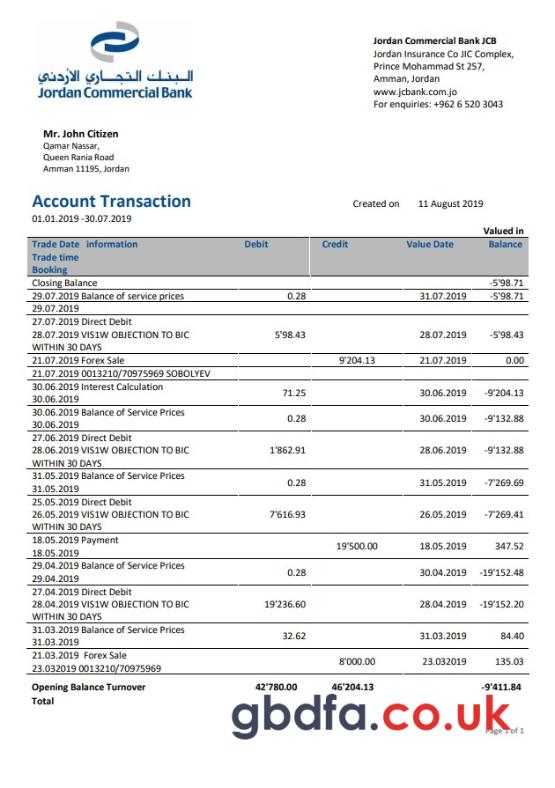 البنك التجاري الأردني
Jordan Commercial Bank
Jordan Commercial Bank JCB
Jordan Insurance Co JIC Complex,
Prince Mohammad St 257,
Amman, Jordan
www.jcbank.com.jo
For enquiries: +962 6 520 3043
Mr. John Citizen
Qamar Nassar,
Queen Rania Road
Amman 11195, Jordan
Account Transaction
Created on 11 August 2019
01.01.2019 -30.07.2019
Valued in
Trade Date information Debit Credit Value Date Balance
Trade time
Booking
Closing Balance -5'98.71
29.07.2019 Balance of service prices 0.28 31.07.2019 -5'98.71
29.07.2019
27.07.2019 Direct Debit
28.07.2019 VIS1W OBJECTION TO BIC 5'98.43 28.07.2019 -5'98.43
WITHIN 30 DAYS
21.07.2019 Forex Sale 9'204.13 21.07.2019 0.00
21.07.2019 0013210/70975969 SOBOLYEV
30.06.2019 Interest Calculation 71.25 30.06.2019 -9'204.13
30.06.2019
30.06.2019 Balance of Service Prices 0.28 30.06.2019 -9'132.88
30.06.2019
27.06.2019 Direct Debit
28.06.2019 VIS1W OBJECTION TO BIC 1'862.91 28.06.2019 -9'132.88
WITHIN 30 DAYS
31.05.2019 Balance of Service Prices 0.28 31.05.2019 -7'269.69
31.05.2019
25.05.2019 Direct Debit
26.05.2019 VIS1W OBJECTION TO BIC 7'616.93 26.05.2019 -7'269.41
WITHIN 30 DAYS
18.05.2019 Payment 19'500.00 18.05.2019 347.52
18.05.2019
29.04.2019 Balance of Service Prices 0.28 30.04.2019 -19'152.48
29.04.2019
27.04.2019 Direct Debit
28.04.2019 VIS1W OBJECTION TO BIC 19'236.60 28.04.2019 -19'152.20
WITHIN 30 DAYS
31.03.2019 Balance of Service Prices 32.62 31.03.2019 84.40
31.03.2019
21.03.2019 Forex Sale 8'000.00 23.032019 135.03
23.032019 0013210/70975969
Opening Balance Turnover 42'780.00 46'204.13 -9'411.84
Total
gbdfa.co.uk
Page 1 of 1